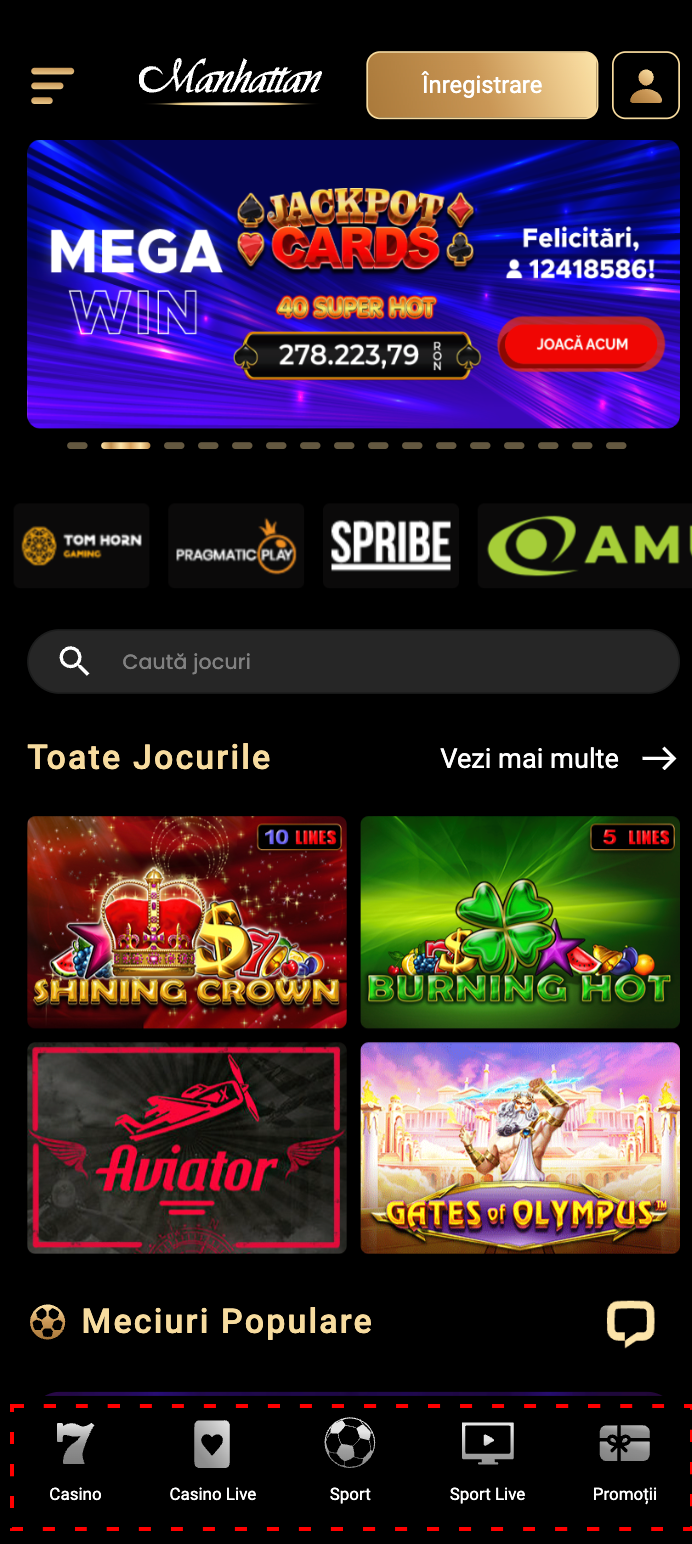 Manhattan
Înregistrare
MEGA
WIN
JACKPOT
CARDS
40 SUPER HOT
278.223,79 RON
Felicitări,
12418586!
JOACĂ ACUM
TOM HORN
GAMING
PRAGMATIC PLAY
SPRIBE
AMU
Caută jocuri
Toate Jocurile
Vezi mai multe
10 LINES
SHINING CROWN
5 LINES
BURNING HOT
Aviator
GATES OF OLYMPUS™
Meciuri Populare
Casino
Casino Live
Sport
Sport Live
Promoții